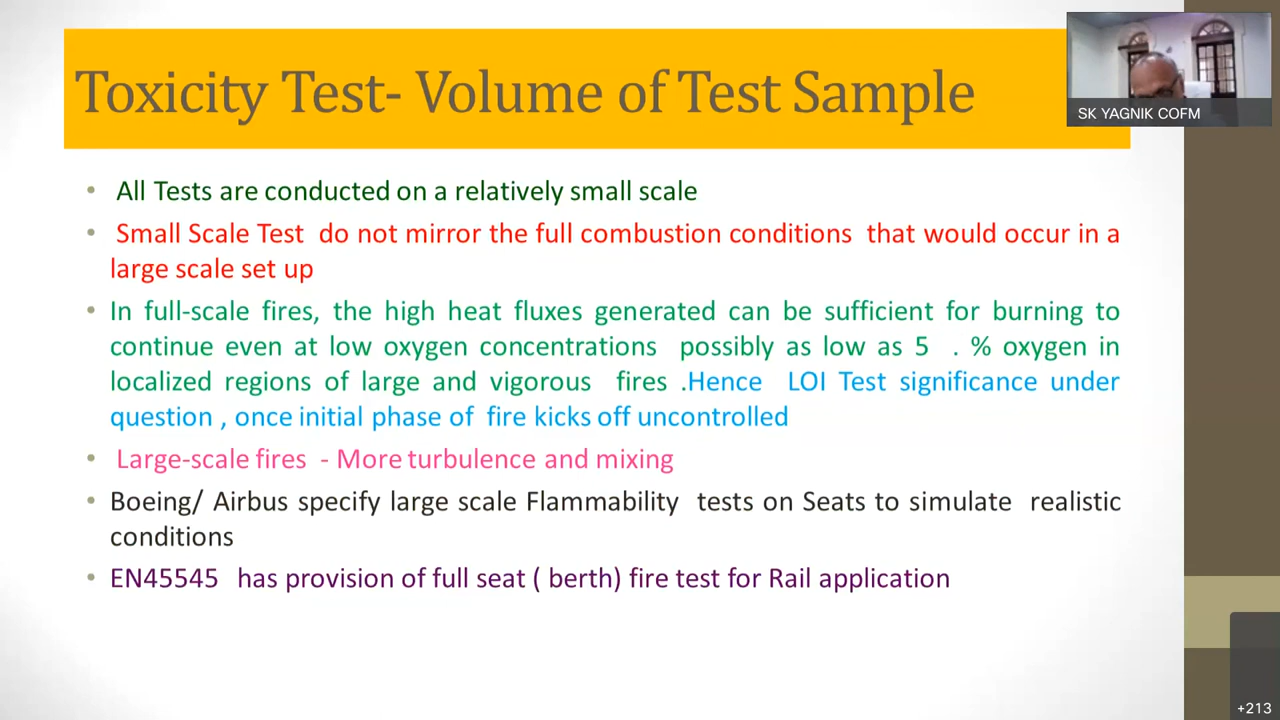 Toxicity Test- Volume of Test Sample
SK YAGNIK COFM
• All Tests are conducted on a relatively small scale
• Small Scale Test do not mirror the full combustion conditions that would occur in a
large scale set up
• In full-scale fires, the high heat fluxes generated can be sufficient for burning to
continue even at low oxygen concentrations possibly as low as 5 . % oxygen in
localized regions of large and vigorous fires .Hence LOI Test significance under
question , once initial phase of fire kicks off uncontrolled
• Large-scale fires - More turbulence and mixing
• Boeing/ Airbus specify large scale Flammability tests on Seats to simulate realistic
conditions
• EN45545 has provision of full seat ( berth) fire test for Rail application
+213